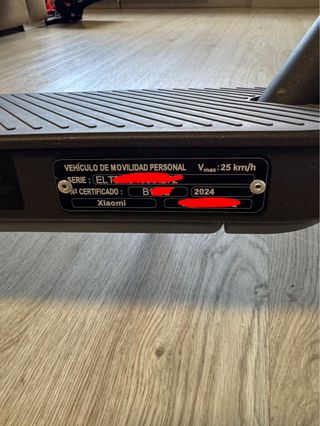 VEHÍCULO DE MOVILIDAD PERSONAL Vmax: 25 km/h
SERIE : ELT
Nº CERTIFICADO : B 2024
Xiaomi